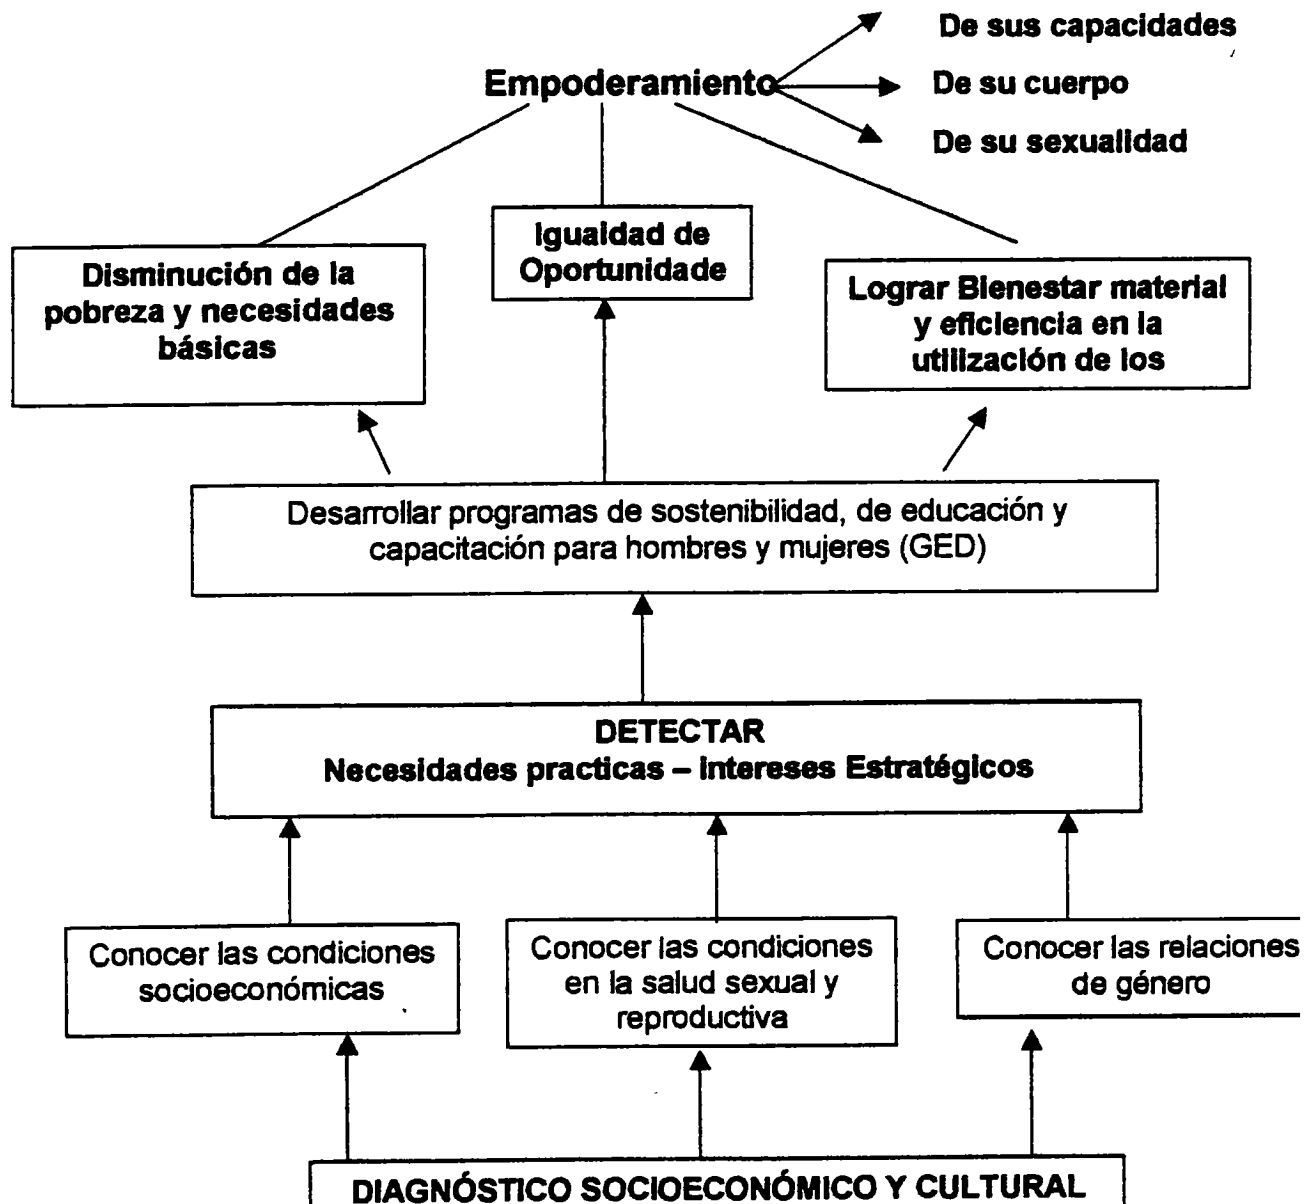 De sus capacidades
Empoderamiento
De su cuerpo
De su sexualidad
Disminución de la
pobreza y necesidades
básicas
Igualdad de
Oportunidade
Lograr Bienestar material
y eficiencia en la
utilización de los
Desarrollar programas de sostenibilidad, de educación y
capacitación para hombres y mujeres (GED)
DETECTAR
Necesidades practicas – Intereses Estratégicos
Conocer las condiciones
socioeconómicas
Conocer las condiciones
en la salud sexual y
reproductiva
Conocer las relaciones
de género
DIAGNÓSTICO SOCIOECONÓMICO Y CULTURAL